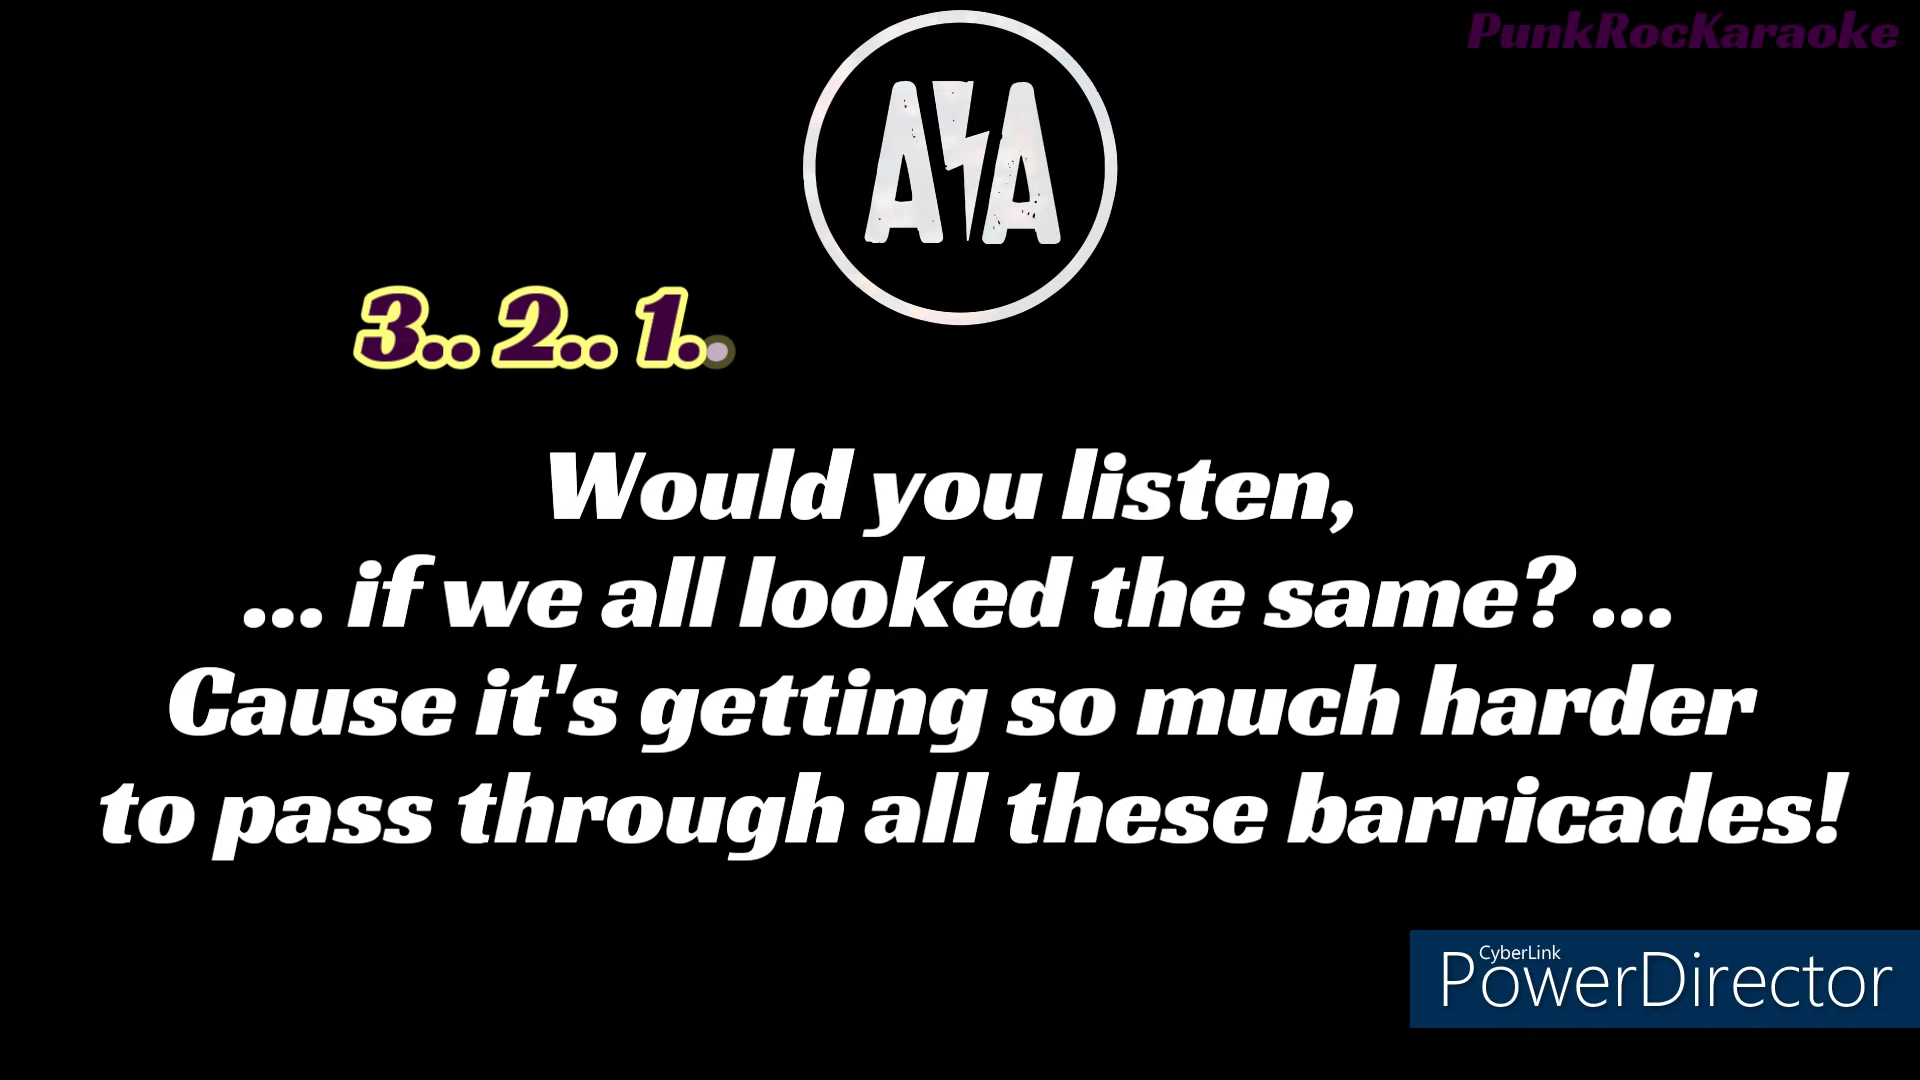 PunkRocKaraoke
A A
3.. 2.. 1..
Would you listen,
... if we all looked the same? ...
Cause it's getting so much harder
to pass through all these barricades!
CyberLink
PowerDirector